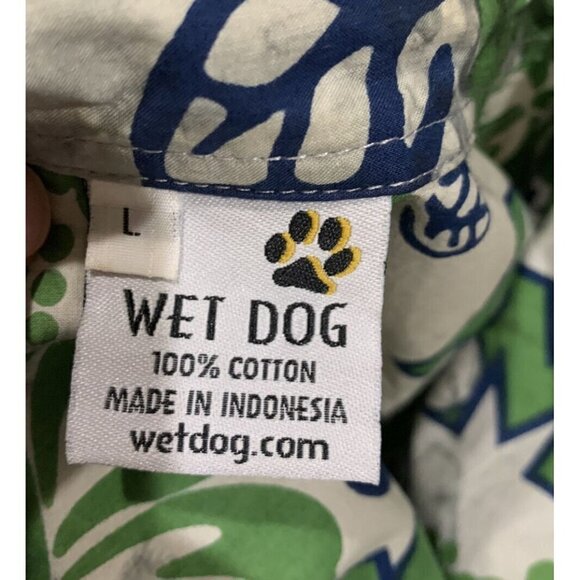 L
WET DOG
100% COTTON
MADE IN INDONESIA
wetdog.com